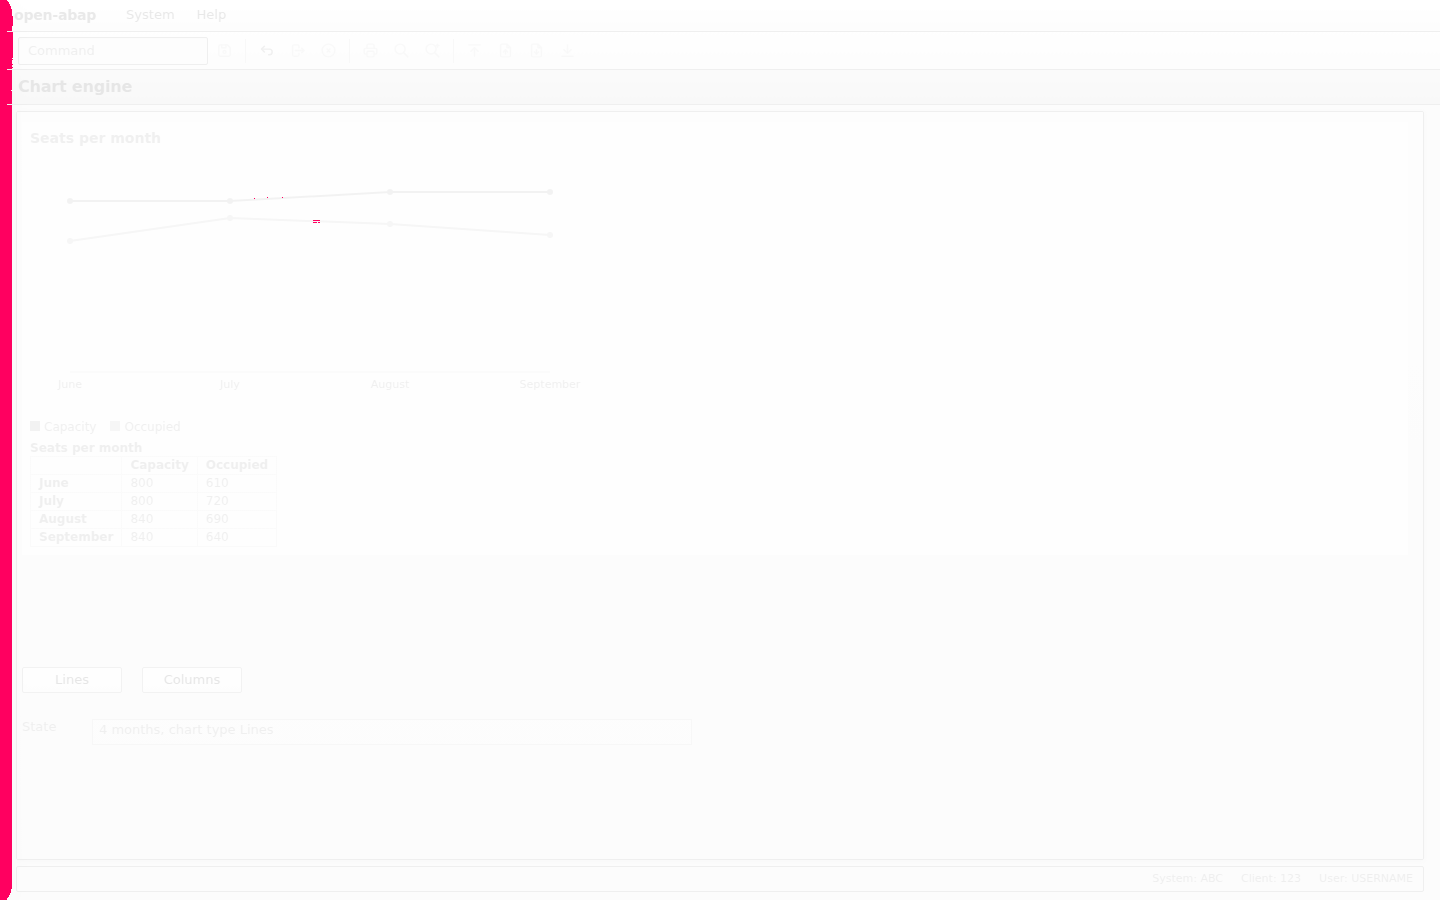 open-abap System Help
Command
Chart engine
Seats per month
June July August September
Capacity Occupied
Seats per month
Capacity Occupied
June 800 610
July 800 720
August 840 690
September 840 640
Lines Columns
State 4 months, chart type Lines
System: ABC Client: 123 User: USERNAME